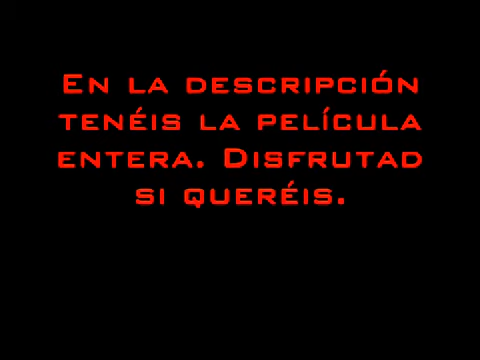 En la descripción
tenéis la película
entera. Disfrutad
si queréis.